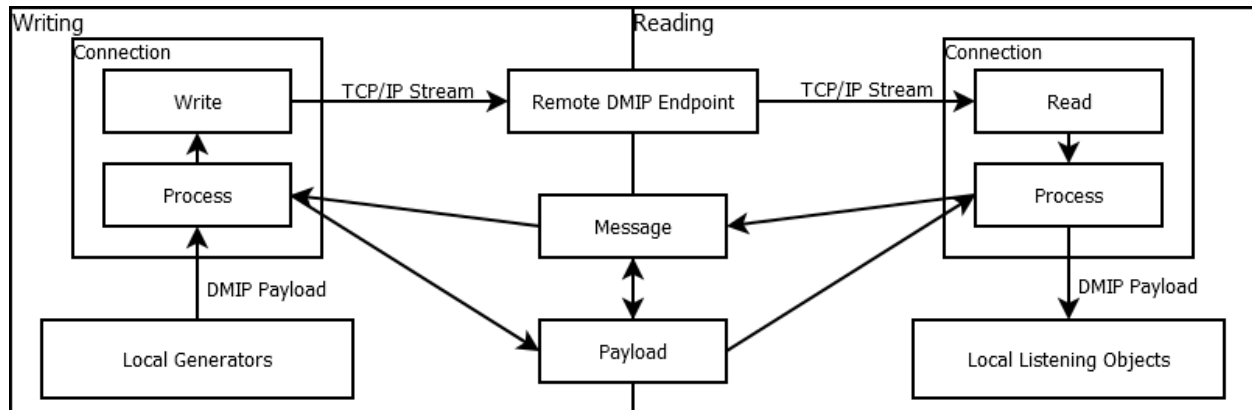 Writing
Reading
Connection
Connection
Write
TCP/IP Stream
Remote DMIP Endpoint
TCP/IP Stream
Read
Process
Message
Process
DMIP Payload
DMIP Payload
Local Generators
Payload
Local Listening Objects